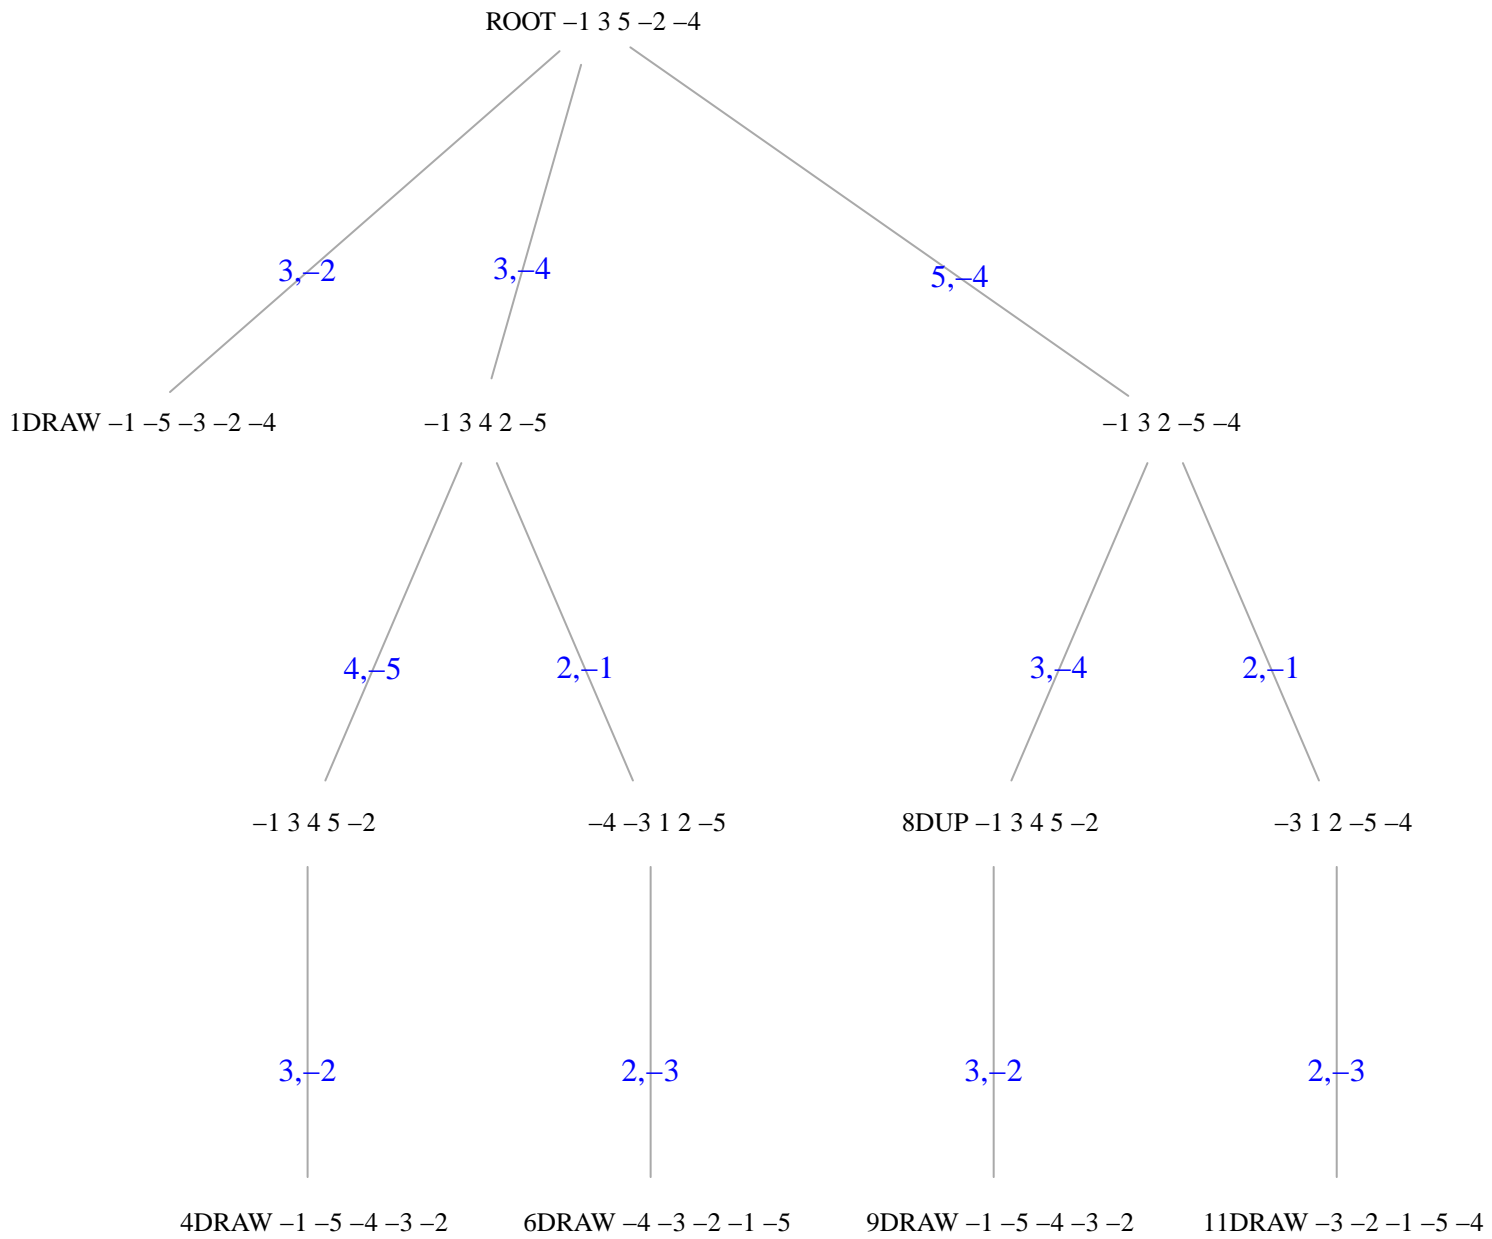 ROOT –1 3 5 –2 –4
3,–2
3,–4
5,–4
1DRAW –1 –5 –3 –2 –4
–1 3 4 2 –5
–1 3 2 –5 –4
4,–5
2,–1
3,–4
2,–1
–1 3 4 5 –2
–4 –3 1 2 –5
8DUP –1 3 4 5 –2
–3 1 2 –5 –4
3,–2
2,–3
3,–2
2,–3
4DRAW –1 –5 –4 –3 –2
6DRAW –4 –3 –2 –1 –5
9DRAW –1 –5 –4 –3 –2
11DRAW –3 –2 –1 –5 –4